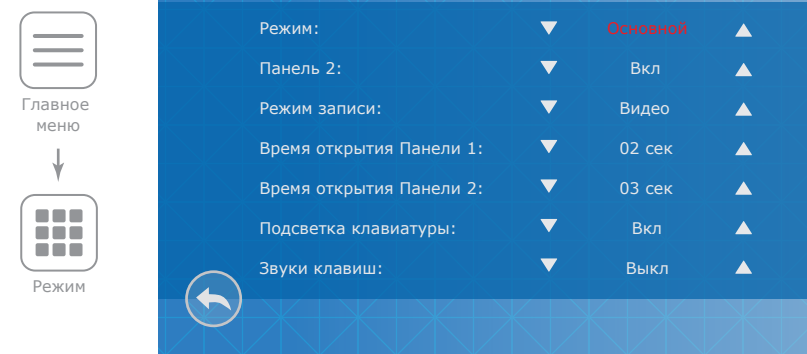 Главное
меню
Режим
Режим: Основной
Панель 2: Вкл
Режим записи: Видео
Время открытия Панели 1: 02 сек
Время открытия Панели 2: 03 сек
Подсветка клавиатуры: Вкл
Звуки клавиш: Выкл